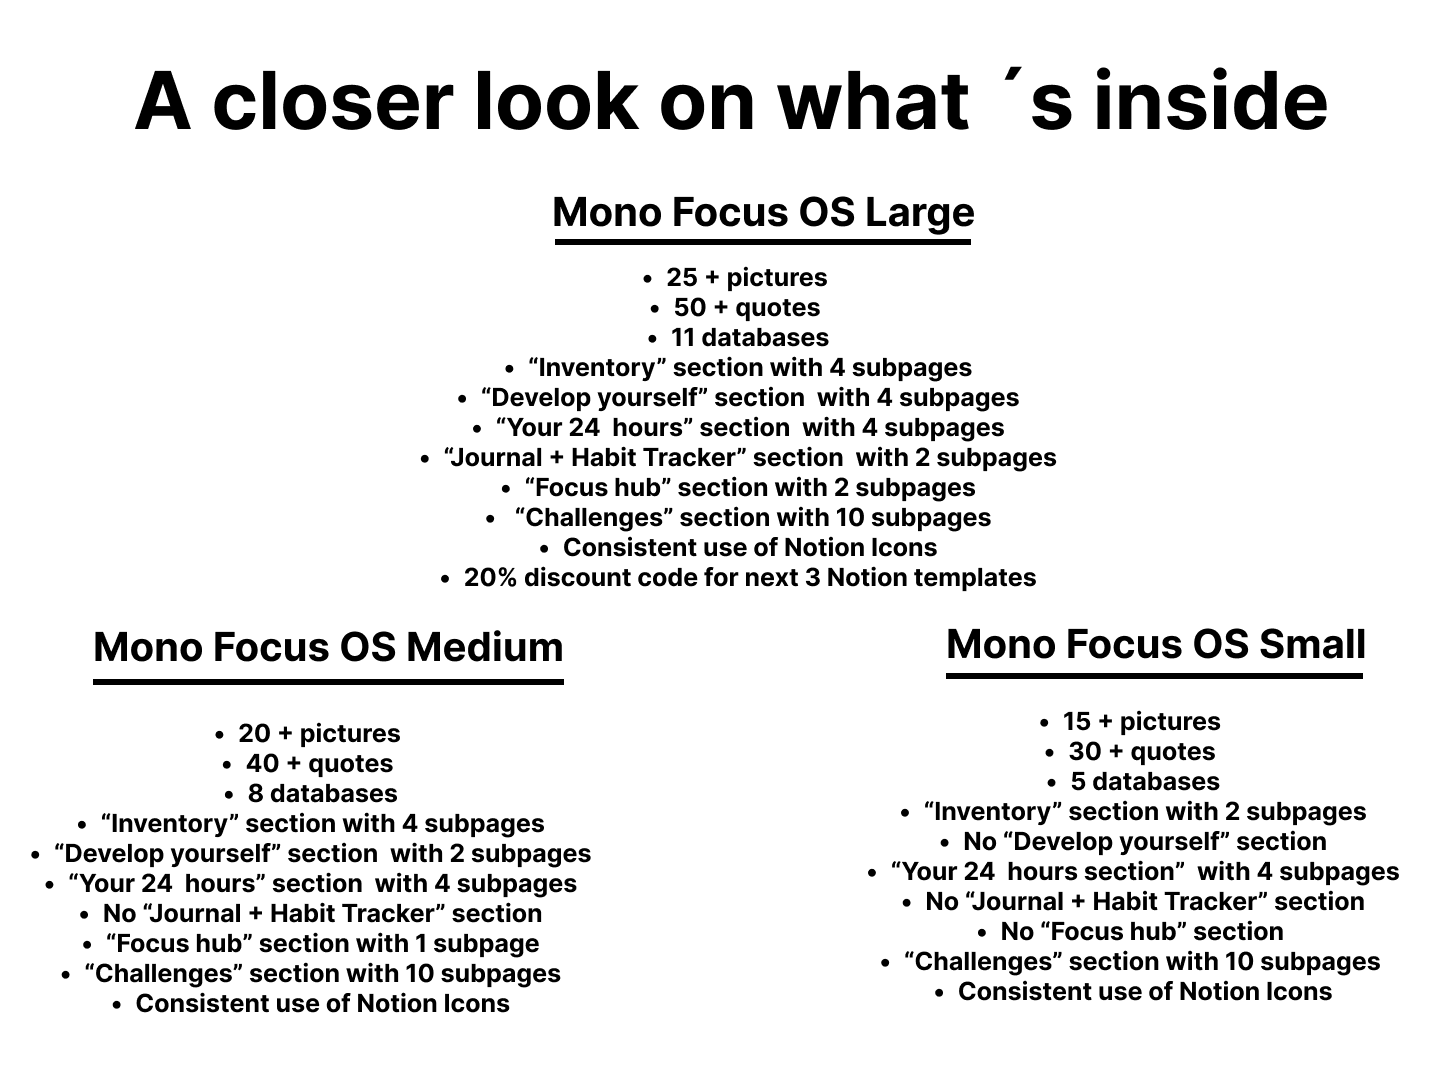 A closer look on what ´s inside
Mono Focus OS Large
• 25 + pictures
• 50 + quotes
• 11 databases
• “Inventory” section with 4 subpages
• “Develop yourself” section  with 4 subpages
• “Your 24  hours” section  with 4 subpages
• “Journal + Habit Tracker” section  with 2 subpages
• “Focus hub” section with 2 subpages
•  “Challenges” section with 10 subpages
• Consistent use of Notion Icons
• 20% discount code for next 3 Notion templates
Mono Focus OS Medium
• 20 + pictures
• 40 + quotes
• 8 databases
• “Inventory” section with 4 subpages
• “Develop yourself” section  with 2 subpages
• “Your 24  hours” section  with 4 subpages
• No “Journal + Habit Tracker” section
• “Focus hub” section with 1 subpage
• “Challenges” section with 10 subpages
• Consistent use of Notion Icons
Mono Focus OS Small
• 15 + pictures
• 30 + quotes
• 5 databases
• “Inventory” section with 2 subpages
• No “Develop yourself” section
• “Your 24  hours section”  with 4 subpages
• No “Journal + Habit Tracker” section
• No “Focus hub” section
• “Challenges” section with 10 subpages
• Consistent use of Notion Icons